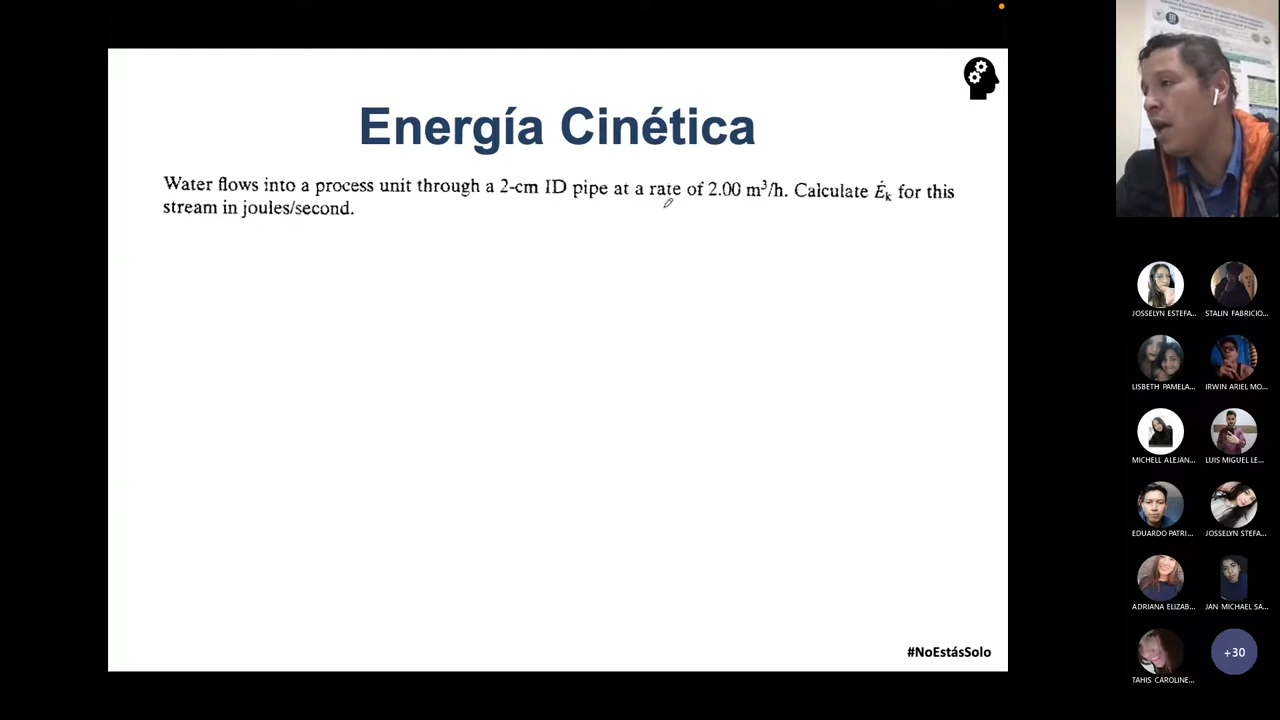 Energía Cinética
Water flows into a process unit through a 2-cm ID pipe at a rate of 2.00 m³/h. Calculate Ėₖ for this
stream in joules/second.
#NoEstásSolo
JOSSELYN ESTEFA...
STALIN FABRICIO...
LISBETH PAMELA...
IRWIN ARIEL MO...
MICHELL ALEJAN...
LUIS MIGUEL LE...
EDUARDO PATRI...
JOSSELYN STEFA...
ADRIANA ELIZAB...
JAN MICHAEL SA...
TAHIS CAROLINE...
+30